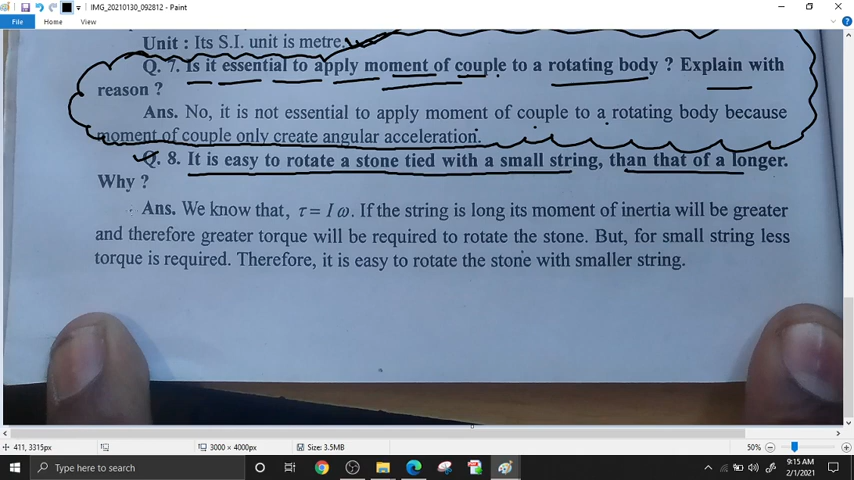 IMG_20210130_092812 - Paint
File Home View
Unit : Its S.I. unit is metre.
Q. 7. Is it essential to apply moment of couple to a rotating body ? Explain with
reason ?
Ans. No, it is not essential to apply moment of couple to a rotating body because
moment of couple only create angular acceleration.
Q. 8. It is easy to rotate a stone tied with a small string, than that of a longer.
Why ?
Ans. We know that, τ = I ω. If the string is long its moment of inertia will be greater
and therefore greater torque will be required to rotate the stone. But, for small string less
torque is required. Therefore, it is easy to rotate the stone with smaller string.
411, 3315px 3000 × 4000px Size: 3.5MB 50%
Type here to search 9:15 AM
2/1/2021